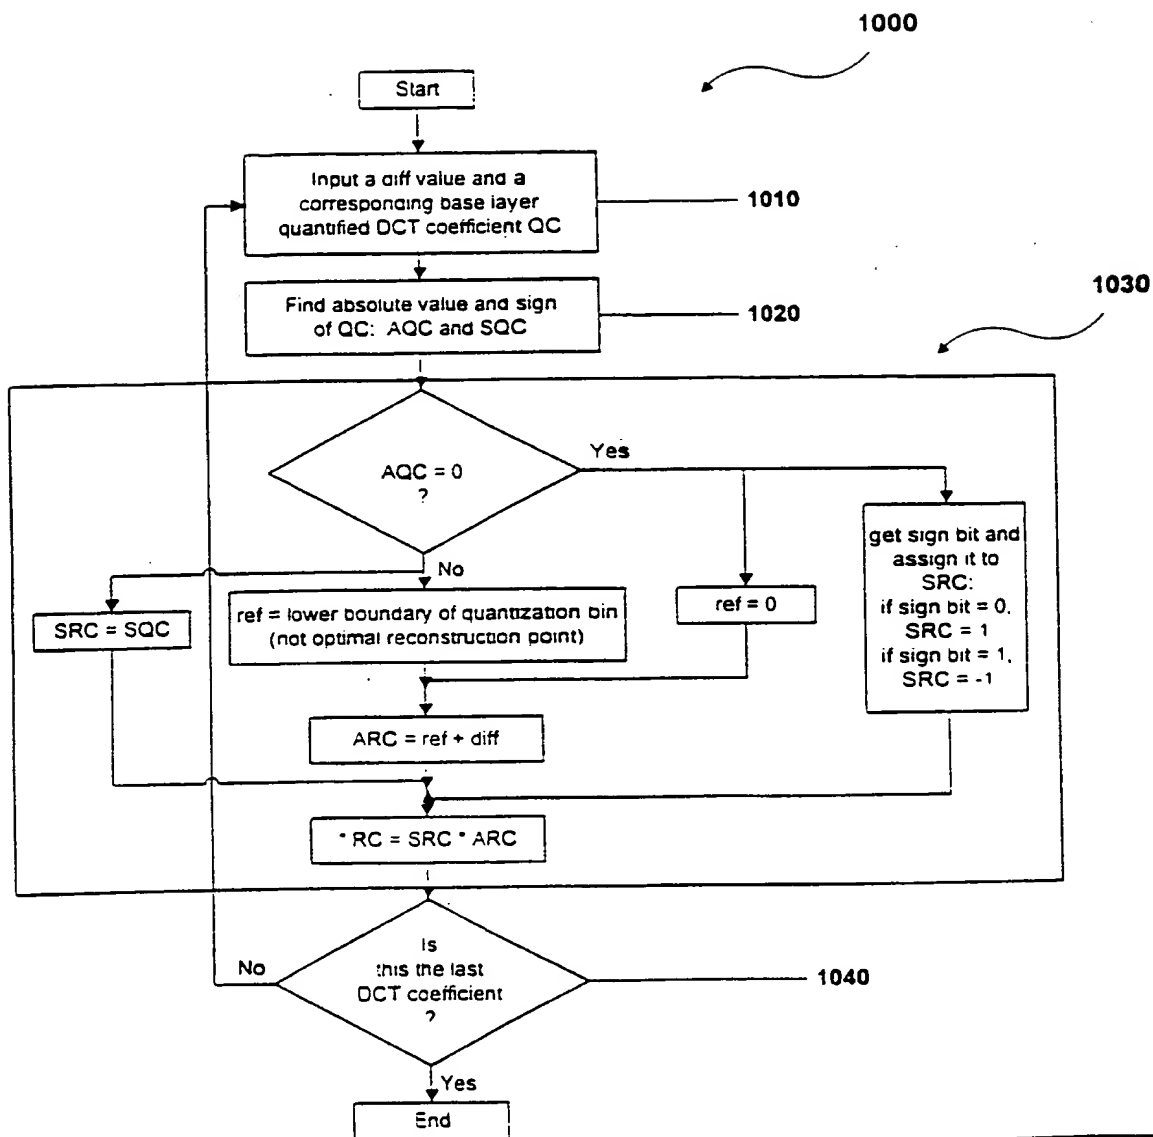 1000
Start
Input a diff value and a
corresponding base layer
quantified DCT coefficient QC
1010
Find absolute value and sign
of QC: AQC and SQC
1020
1030
AQC = 0
?
Yes
No
SRC = SQC
ref = lower boundary of quantization bin
(not optimal reconstruction point)
ref = 0
get sign bit and
assign it to
SRC:
if sign bit = 0,
SRC = 1
if sign bit = 1,
SRC = -1
ARC = ref + diff
* RC = SRC * ARC
Is
this the last
DCT coefficient
?
No
1040
Yes
End